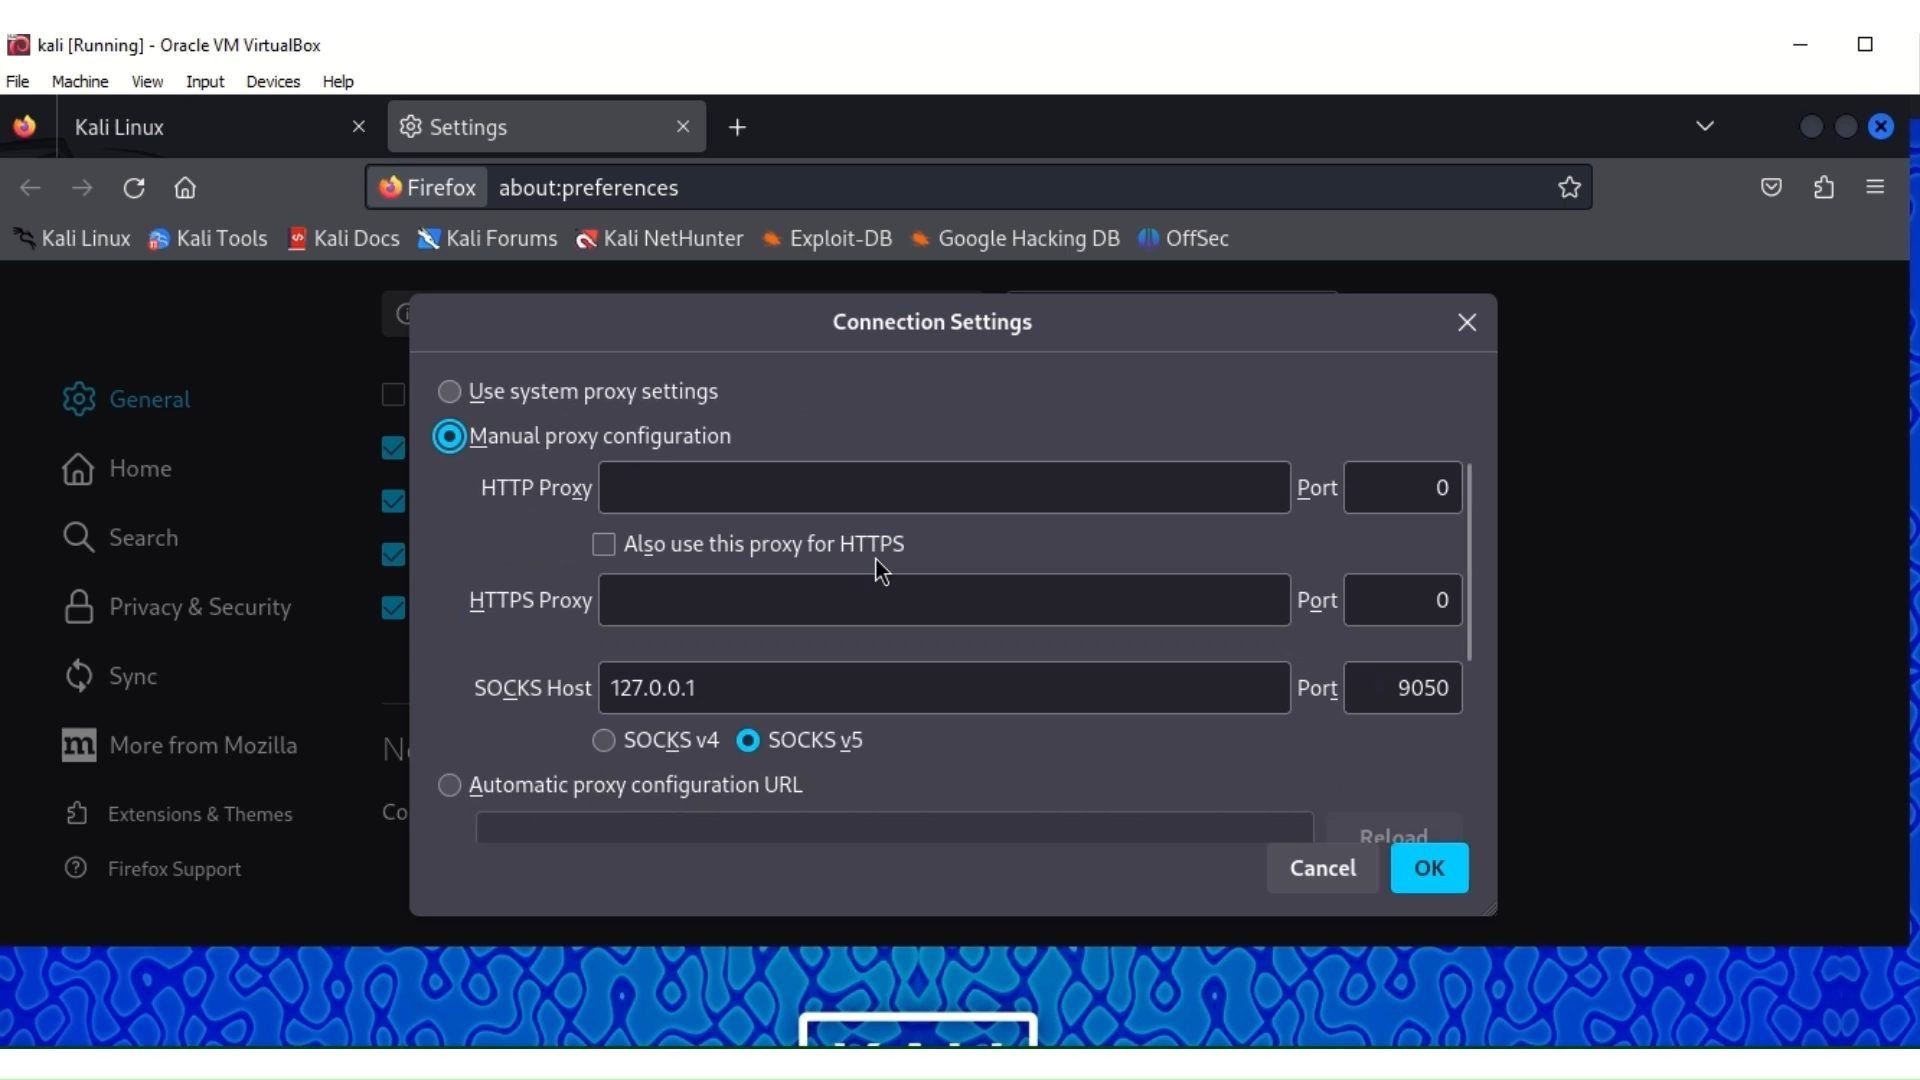 kali [Running] - Oracle VM VirtualBox
File Machine View Input Devices Help
Kali Linux Settings
Firefox about:preferences
Kali Linux Kali Tools Kali Docs Kali Forums Kali NetHunter Exploit-DB Google Hacking DB OffSec
Connection Settings
Use system proxy settings
General
Manual proxy configuration
Home
HTTP Proxy Port 0
Search
Also use this proxy for HTTPS
HTTPS Proxy Port 0
Privacy & Security
Sync
SOCKS Host 127.0.0.1 Port 9050
SOCKS v4 SOCKS v5
More from Mozilla
Automatic proxy configuration URL
Extensions & Themes
Reload
Firefox Support
Cancel OK